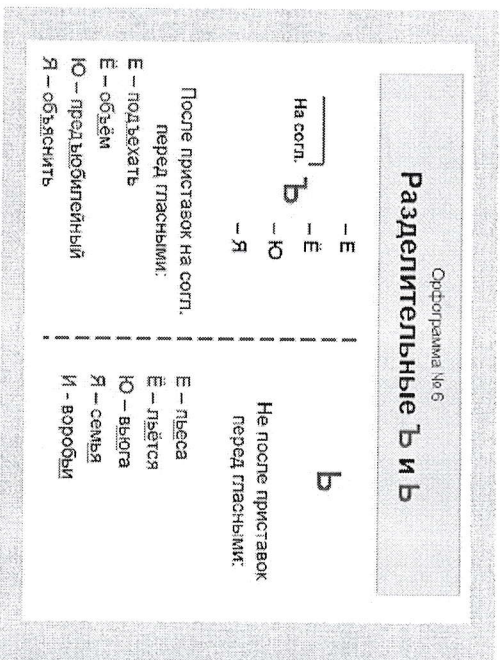 Орфограмма № 6
Разделительные Ъ и Ь
На согл. Ъ
– Е
– Ё
– Ю
– Я
После приставок на согл.
перед гласными:
Е – подъехать
Ё – объём
Ю – предъюбилейный
Я – объяснить
Ь
Не после приставок
перед гласными:
Е – пьеса
Ё – льётся
Ю – вьюга
Я – семья
И - воробьи